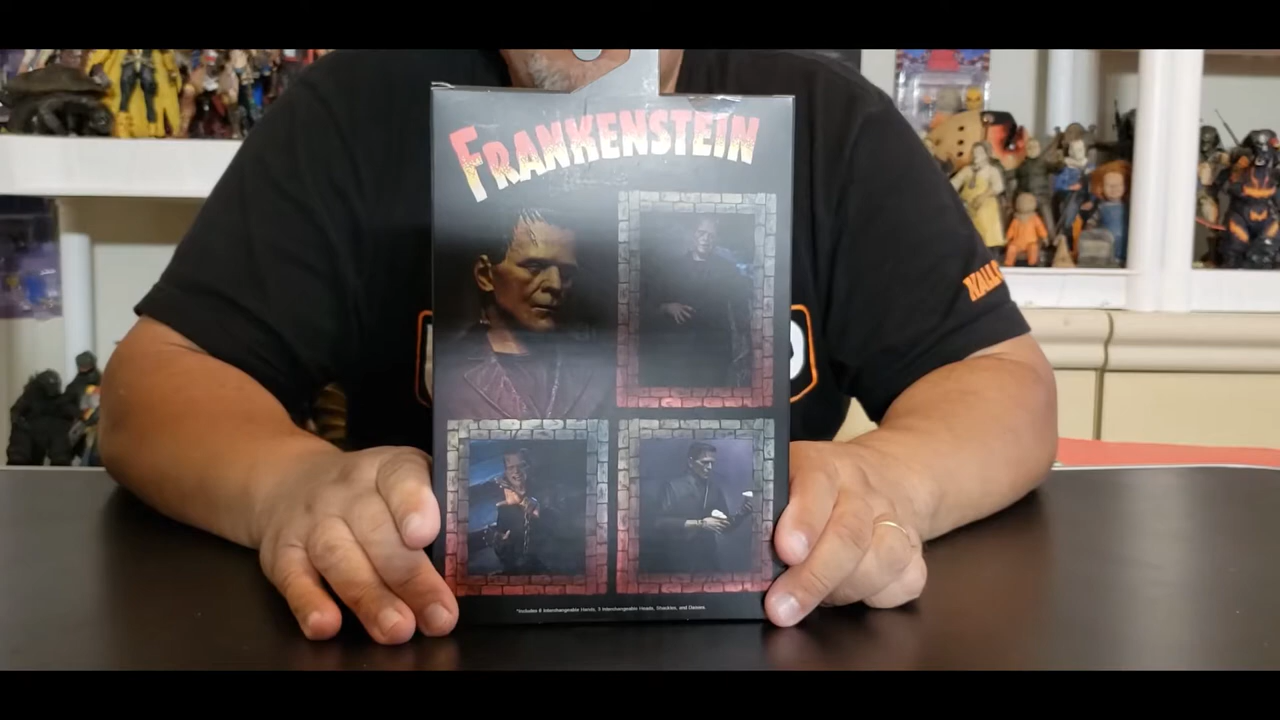 FRANKENSTEIN
*Includes 8 Interchangeable Hands, 3 Interchangeable Heads, Shackles, and Daisies.